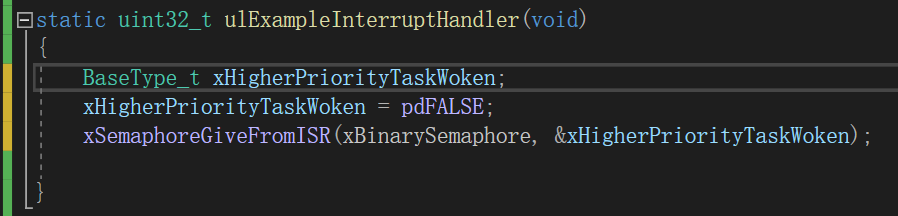 static uint32_t ulExampleInterruptHandler(void)
{
BaseType_t xHigherPriorityTaskWoken;
xHigherPriorityTaskWoken = pdFALSE;
xSemaphoreGiveFromISR(xBinarySemaphore, &xHigherPriorityTaskWoken);
}